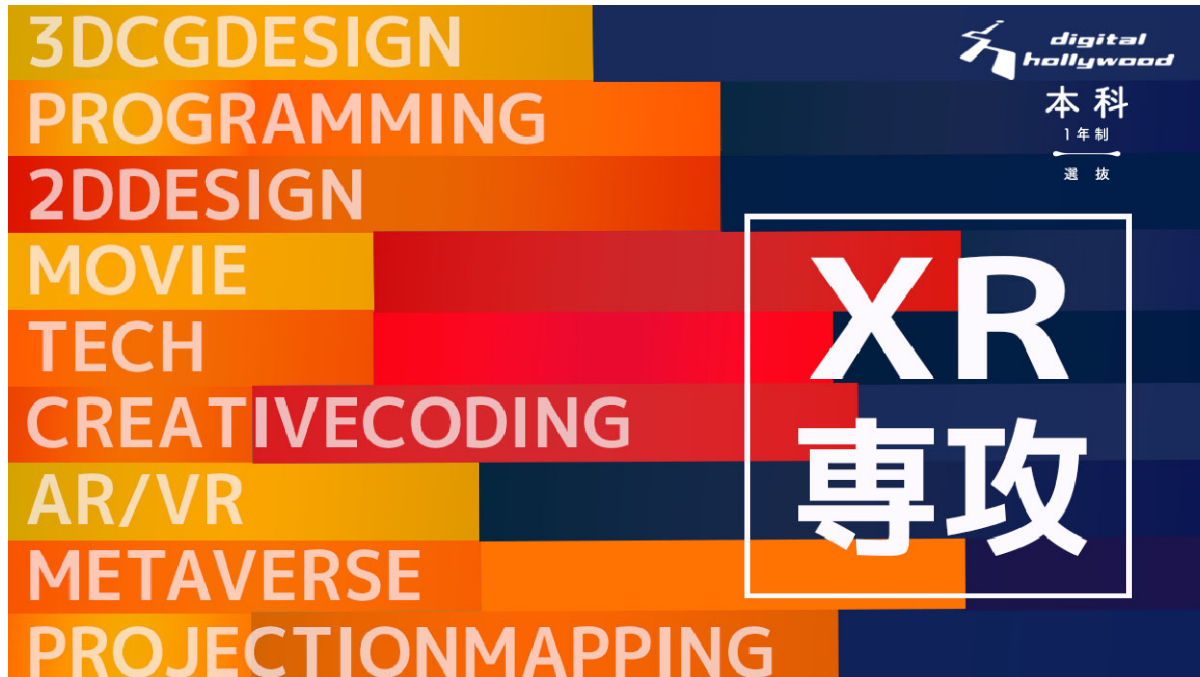 3DCGDESIGN
PROGRAMMING
2DDESIGN
MOVIE
TECH
CREATIVECODING
AR/VR
METAVERSE
PROJECTIONMAPPING
digital
hollywood
本科
1年制
選抜
XR
専攻